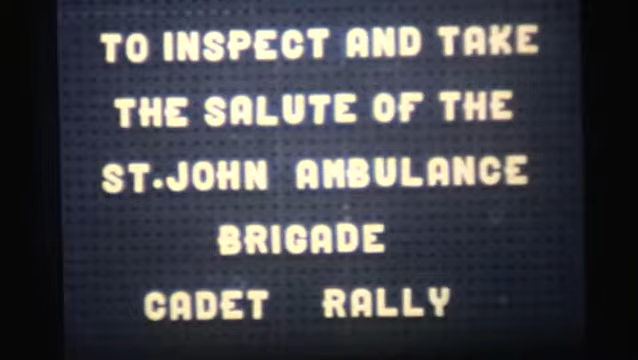 TO INSPECT AND TAKE
THE SALUTE OF THE
ST.JOHN AMBULANCE
BRIGADE
CADET RALLY